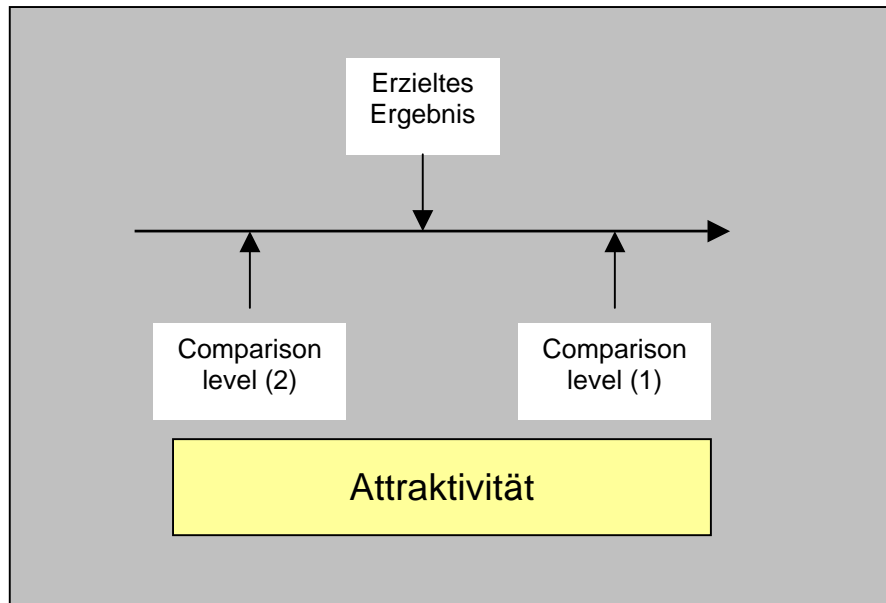 Erzieltes
Ergebnis
Comparison
level (2)
Comparison
level (1)
Attraktivität